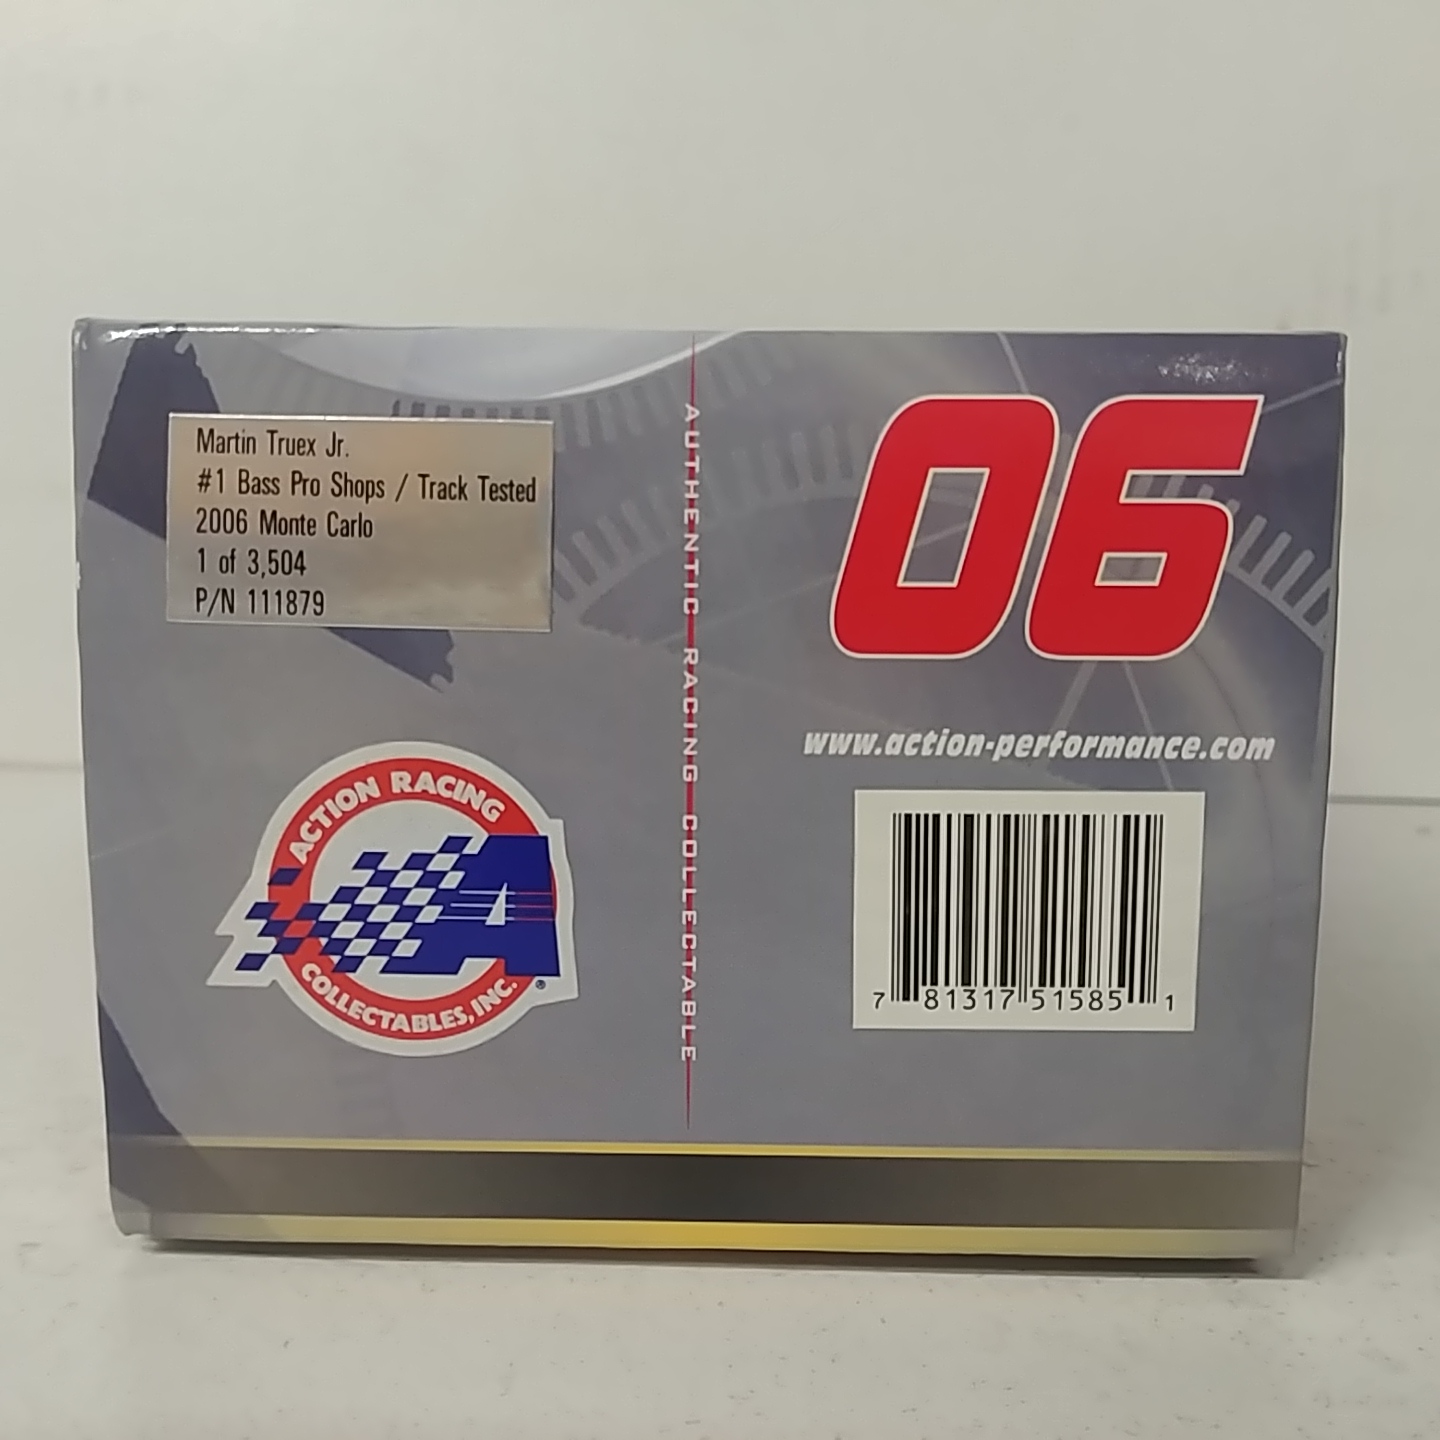 Martin Truex Jr.
#1 Bass Pro Shops / Track Tested
2006 Monte Carlo
1 of 3,504
P/N 111879
ACTION RACING
COLLECTABLES, INC.
®
AUTHENTIC RACING COLLECTABLE
06
www.action-performance.com
7 81317 51585 1